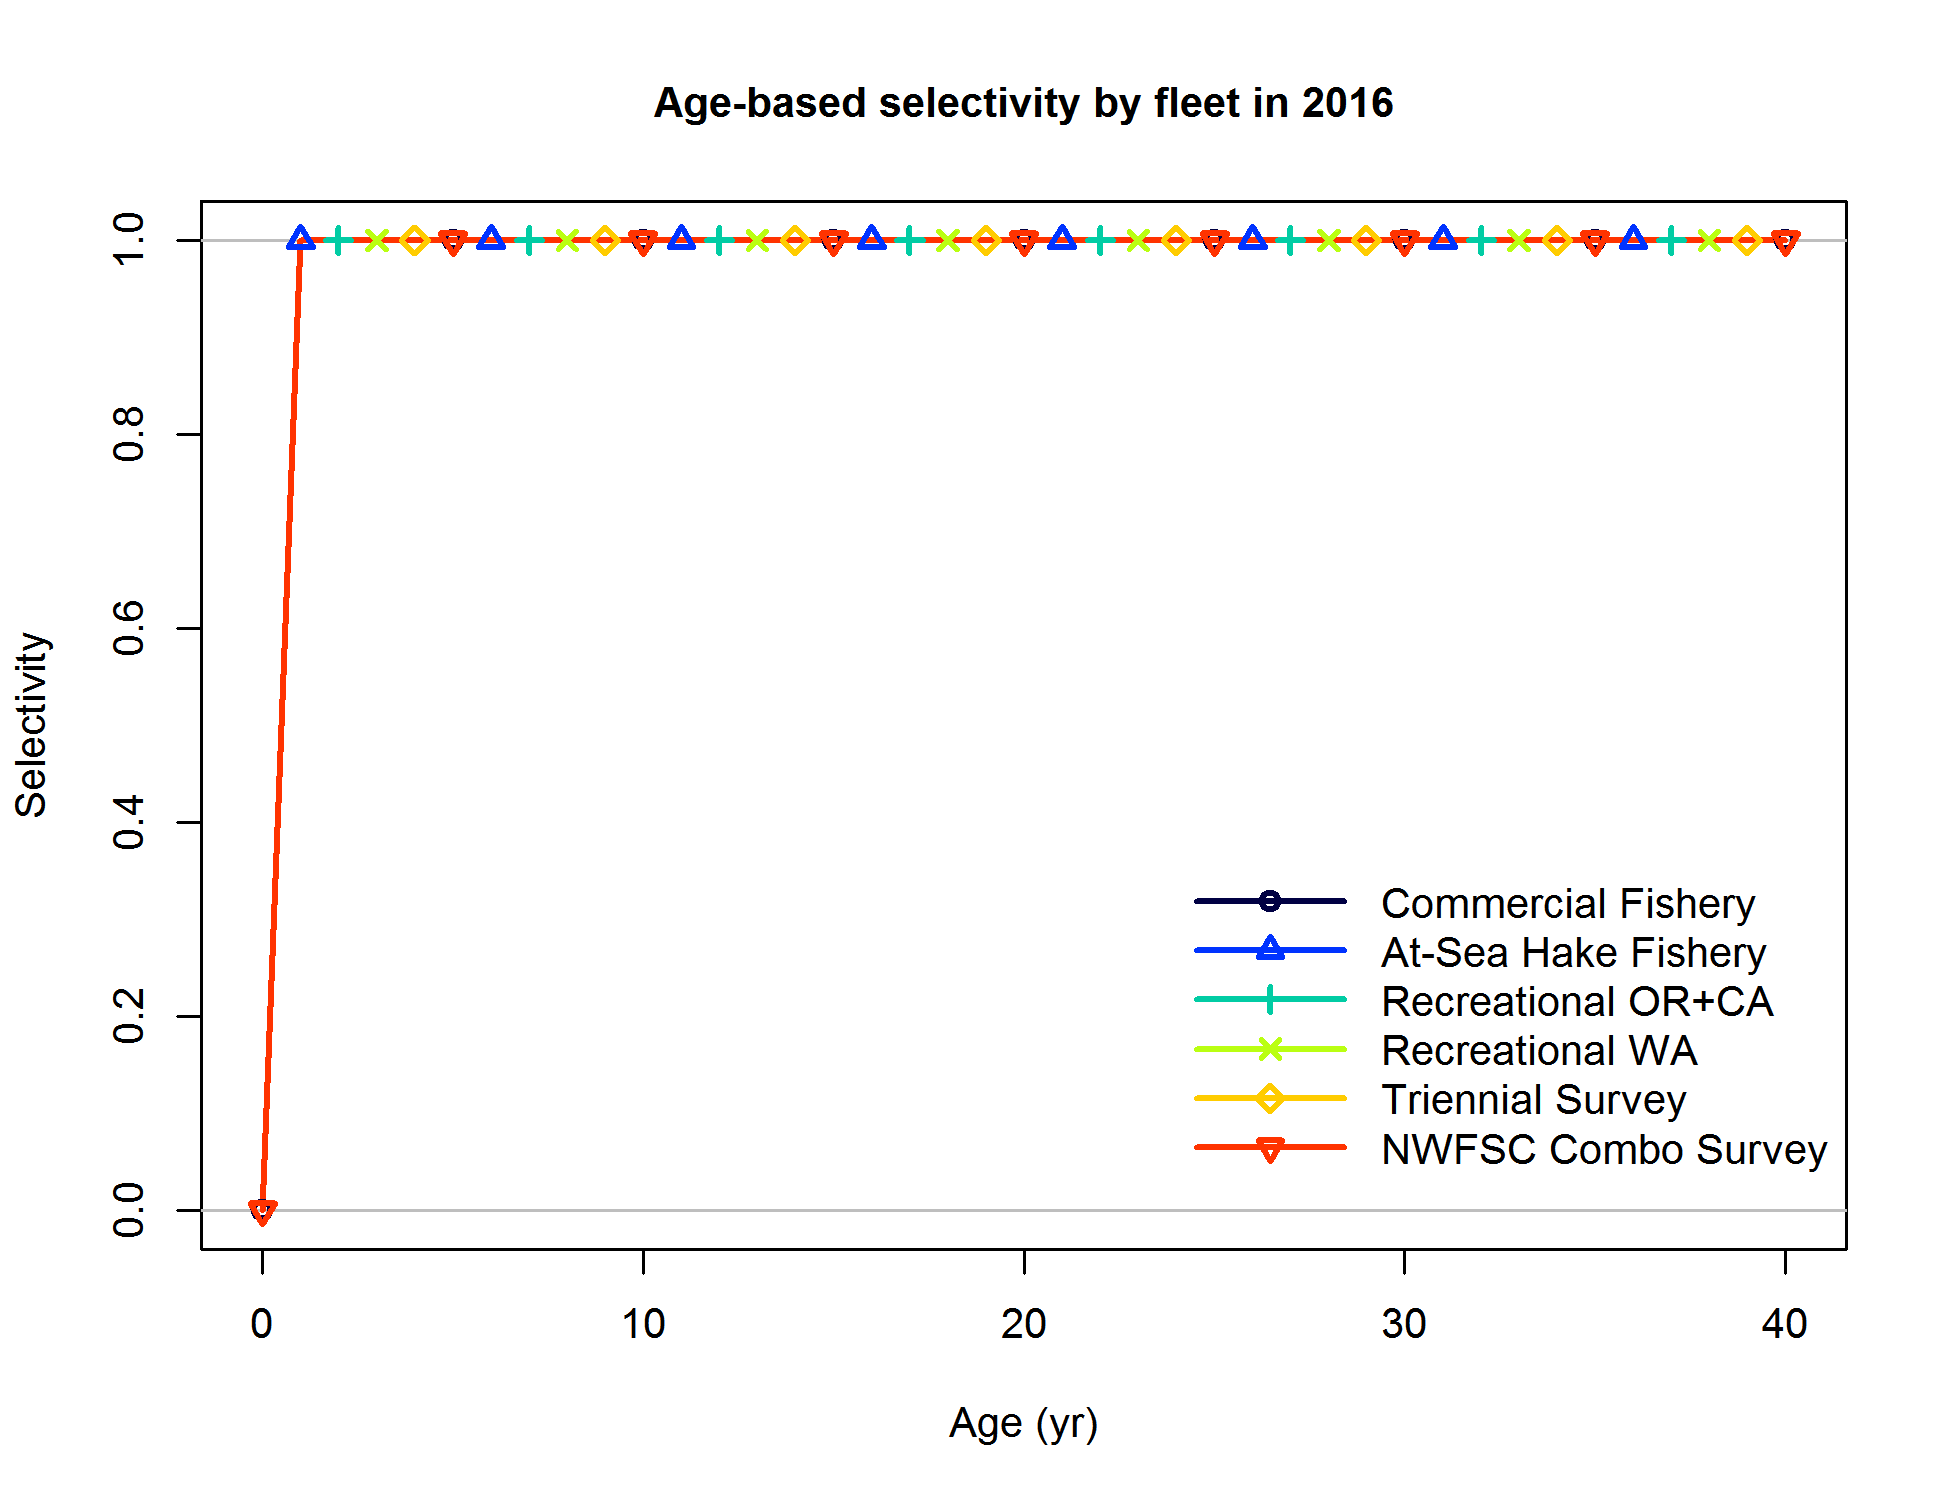 Age-based selectivity by fleet in 2016
1.0
0.8
0.6
0.4
0.2
0.0
Selectivity
Commercial Fishery
At-Sea Hake Fishery
Recreational OR+CA
Recreational WA
Triennial Survey
NWFSC Combo Survey
0 10 20 30 40
Age (yr)